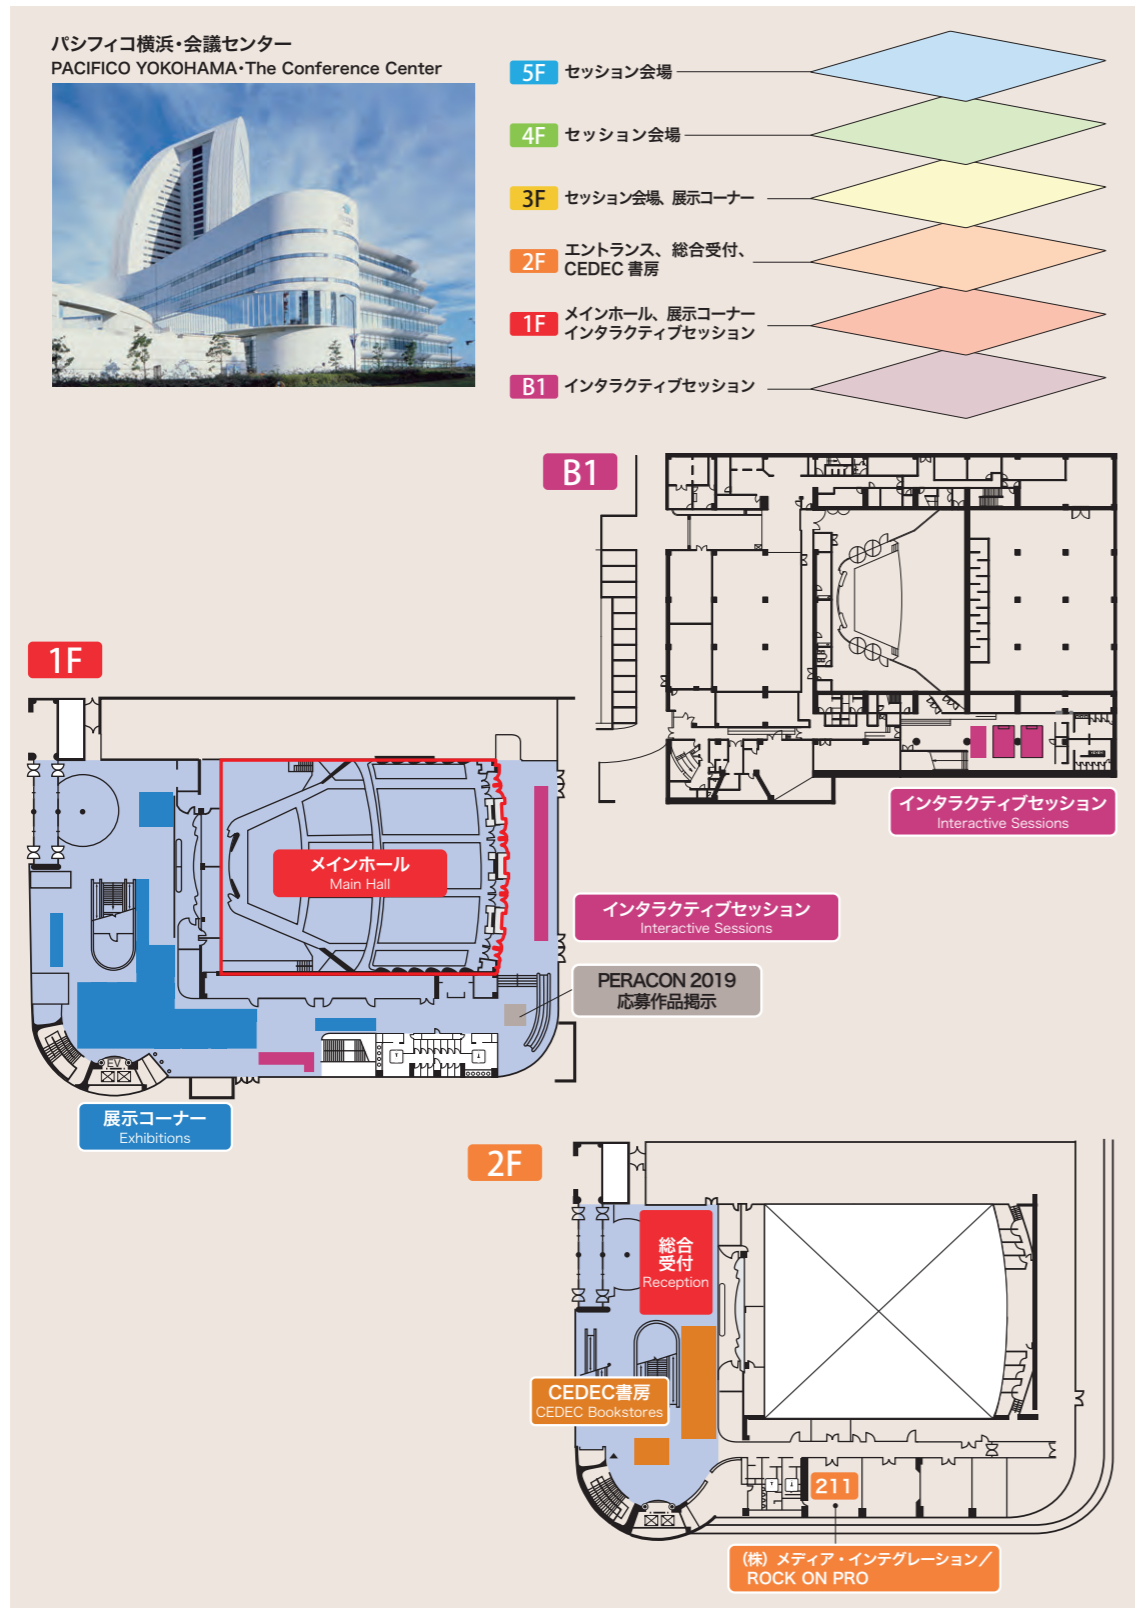 パシフィコ横浜・会議センター
PACIFICO YOKOHAMA・The Conference Center
5F
セッション会場
4F
セッション会場
3F
セッション会場、展示コーナー
2F
エントランス、総合受付、
CEDEC 書房
1F
メインホール、展示コーナー
インタラクティブセッション
B1
インタラクティブセッション
B1
インタラクティブセッション
Interactive Sessions
1F
メインホール
Main Hall
インタラクティブセッション
Interactive Sessions
PERACON 2019
応募作品掲示
EV
展示コーナー
Exhibitions
2F
総合
受付
Reception
CEDEC書房
CEDEC Bookstores
211
（株）メディア・インテグレーション／
ROCK ON PRO